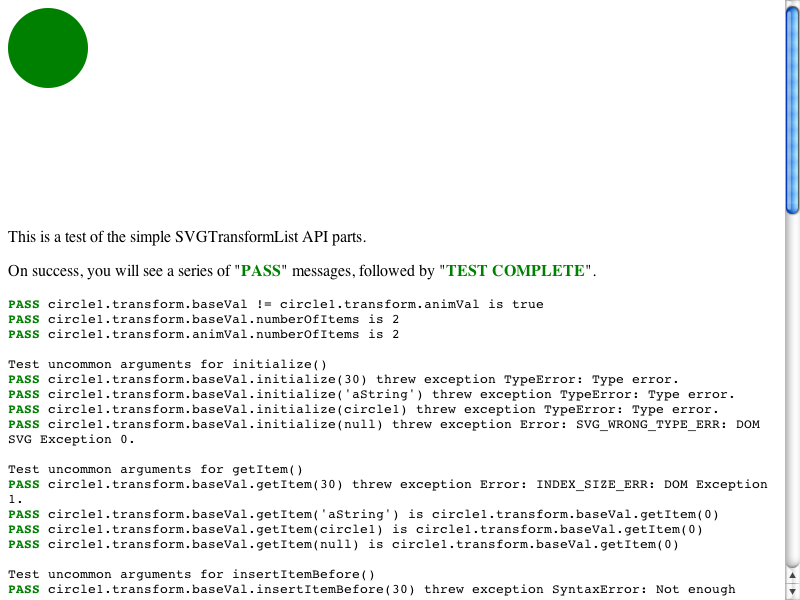 This is a test of the simple SVGTransformList API parts.
On success, you will see a series of "PASS" messages, followed by "TEST COMPLETE".
PASS circle1.transform.baseVal != circle1.transform.animVal is true
PASS circle1.transform.baseVal.numberOfItems is 2
PASS circle1.transform.animVal.numberOfItems is 2
Test uncommon arguments for initialize()
PASS circle1.transform.baseVal.initialize(30) threw exception TypeError: Type error.
PASS circle1.transform.baseVal.initialize('aString') threw exception TypeError: Type error.
PASS circle1.transform.baseVal.initialize(circle1) threw exception TypeError: Type error.
PASS circle1.transform.baseVal.initialize(null) threw exception Error: SVG_WRONG_TYPE_ERR: DOM
SVG Exception 0.
Test uncommon arguments for getItem()
PASS circle1.transform.baseVal.getItem(30) threw exception Error: INDEX_SIZE_ERR: DOM Exception
1.
PASS circle1.transform.baseVal.getItem('aString') is circle1.transform.baseVal.getItem(0)
PASS circle1.transform.baseVal.getItem(circle1) is circle1.transform.baseVal.getItem(0)
PASS circle1.transform.baseVal.getItem(null) is circle1.transform.baseVal.getItem(0)
Test uncommon arguments for insertItemBefore()
PASS circle1.transform.baseVal.insertItemBefore(30) threw exception SyntaxError: Not enough